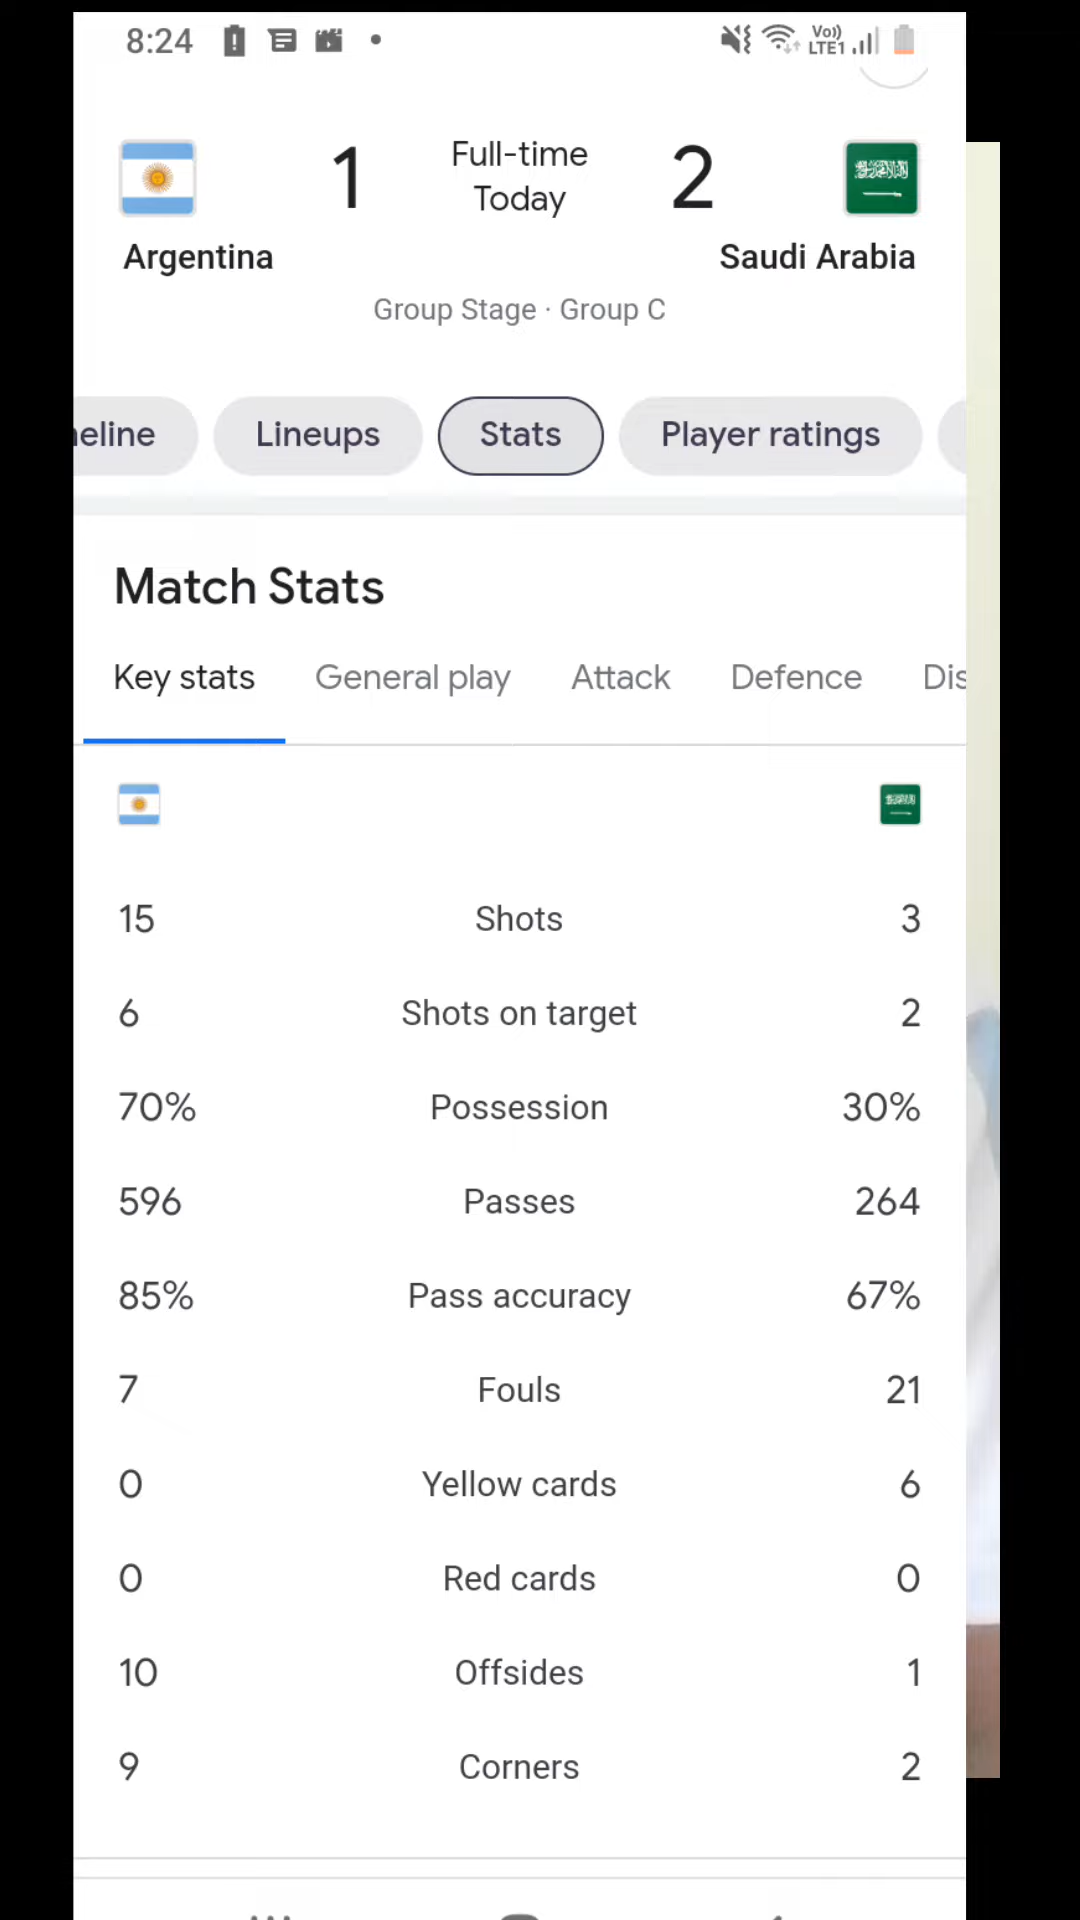 8:24
Vo))
LTE1
1 Full-time 2
Today
Argentina Saudi Arabia
Group Stage · Group C
eline Lineups Stats Player ratings
Match Stats
Key stats General play Attack Defence Dis
15 Shots 3
6 Shots on target 2
70% Possession 30%
596 Passes 264
85% Pass accuracy 67%
7 Fouls 21
0 Yellow cards 6
0 Red cards 0
10 Offsides 1
9 Corners 2